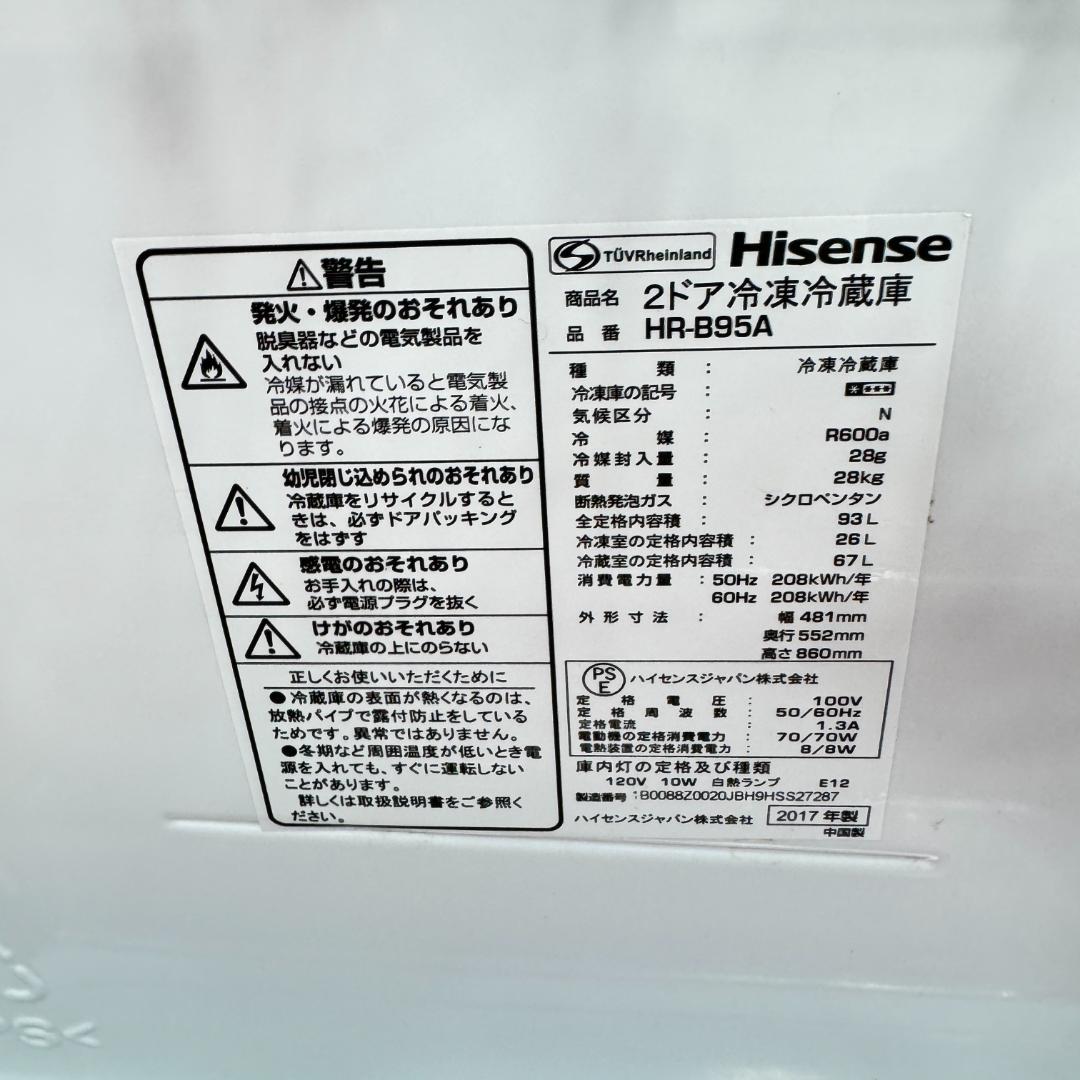 警告
発火・爆発のおそれあり
脱臭器などの電気製品を
入れない
冷媒が漏れていると電気製
品の接点の火花による着火、
着火による爆発の原因にな
ります。
幼児閉じ込められのおそれあり
冷蔵庫をリサイクルすると
きは、必ずドアパッキング
をはずす
感電のおそれあり
お手入れの際は、
必ず電源プラグを抜く
けがのおそれあり
冷蔵庫の上にのらない
正しくお使いいただくために
●冷蔵庫の表面が熱くなるのは、
放熱パイプで露付防止をしている
ためです。異常ではありません。
●冬期など周囲温度が低いとき電
源を入れても、すぐに運転しない
ことがあります。
詳しくは取扱説明書をご参照く
ださい。
TÜVRheinland Hisense
商品名 2ドア冷凍冷蔵庫
品番 HR-B95A
種類 : 冷凍冷蔵庫
冷凍庫の記号 :
気候区分 : N
冷媒 : R600a
冷媒封入量 : 28g
質量 : 28kg
断熱発泡ガス : シクロペンタン
全定格内容積 : 93L
冷凍室の定格内容積 : 26L
冷蔵室の定格内容積 : 67L
消費電力量 : 50Hz 208kWh/年
60Hz 208kWh/年
外形寸法 : 幅 481mm
奥行 552mm
高さ 860mm
PSE ハイセンスジャパン株式会社
定格電圧 : 100V
定格周波数 : 50/60Hz
定格電流 : 1.3A
電動機の定格消費電力 : 70/70W
電熱装置の定格消費電力 : 8/8W
庫内灯の定格及び種類
120V 10W 白熱ランプ E12
製造番号:B0088Z0020JBH9HSS27287
ハイセンスジャパン株式会社 2017年製
中国製